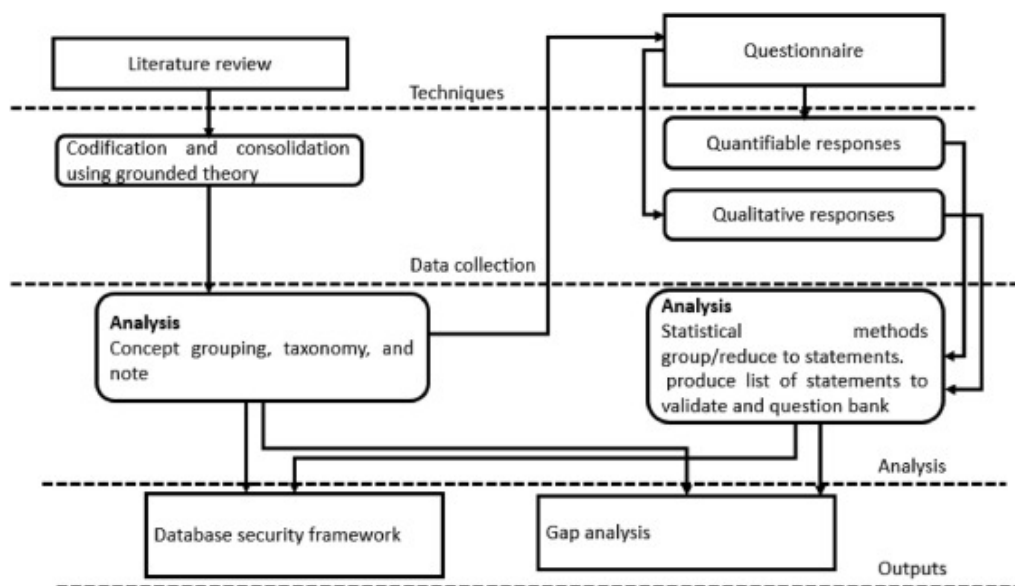 Literature review
Questionnaire
Techniques
Codification and consolidation
using grounded theory
Quantifiable responses
Qualitative responses
Data collection
Analysis
Concept grouping, taxonomy, and
note
Analysis
Statistical methods
group/reduce to statements.
produce list of statements to
validate and question bank
Analysis
Database security framework
Gap analysis
Outputs